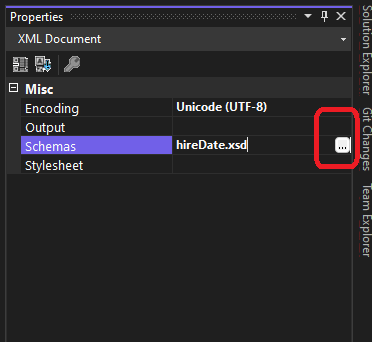 Properties
XML Document
Misc
Encoding Unicode (UTF-8)
Output
Schemas hireDate.xsd ...
Stylesheet
Solution Explorer
Git Changes
Team Explorer